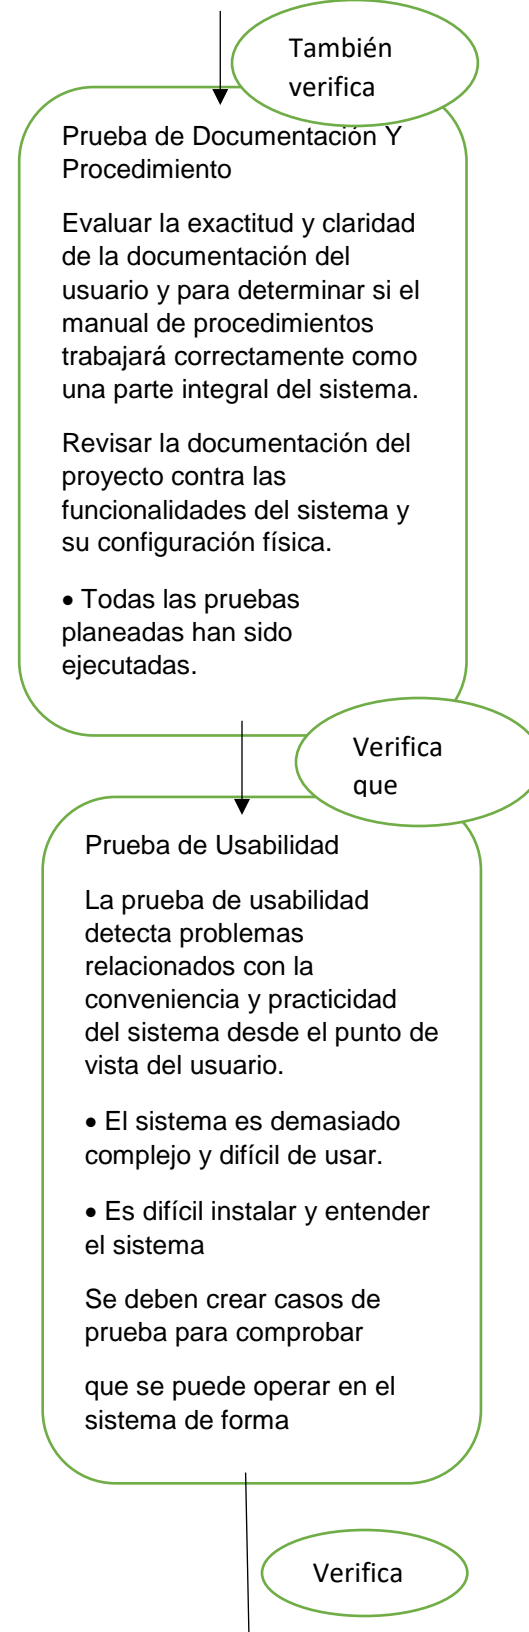 También
verifica
Prueba de Documentación Y
Procedimiento
Evaluar la exactitud y claridad
de la documentación del
usuario y para determinar si el
manual de procedimientos
trabajará correctamente como
una parte integral del sistema.
Revisar la documentación del
proyecto contra las
funcionalidades del sistema y
su configuración física.
• Todas las pruebas
planeadas han sido
ejecutadas.
Verifica
que
Prueba de Usabilidad
La prueba de usabilidad
detecta problemas
relacionados con la
conveniencia y practicidad
del sistema desde el punto de
vista del usuario.
• El sistema es demasiado
complejo y difícil de usar.
• Es difícil instalar y entender
el sistema
Se deben crear casos de
prueba para comprobar
que se puede operar en el
sistema de forma
Verifica